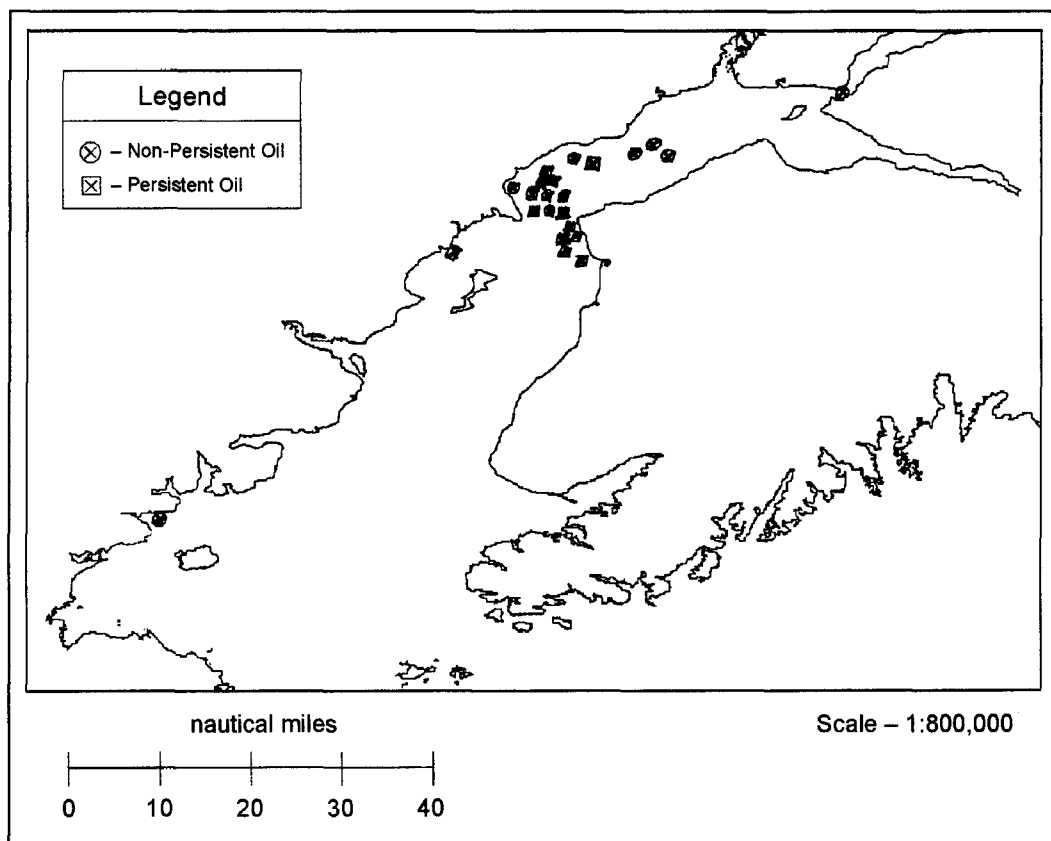 Legend
– Non-Persistent Oil
– Persistent Oil
nautical miles
Scale – 1:800,000
0 10 20 30 40